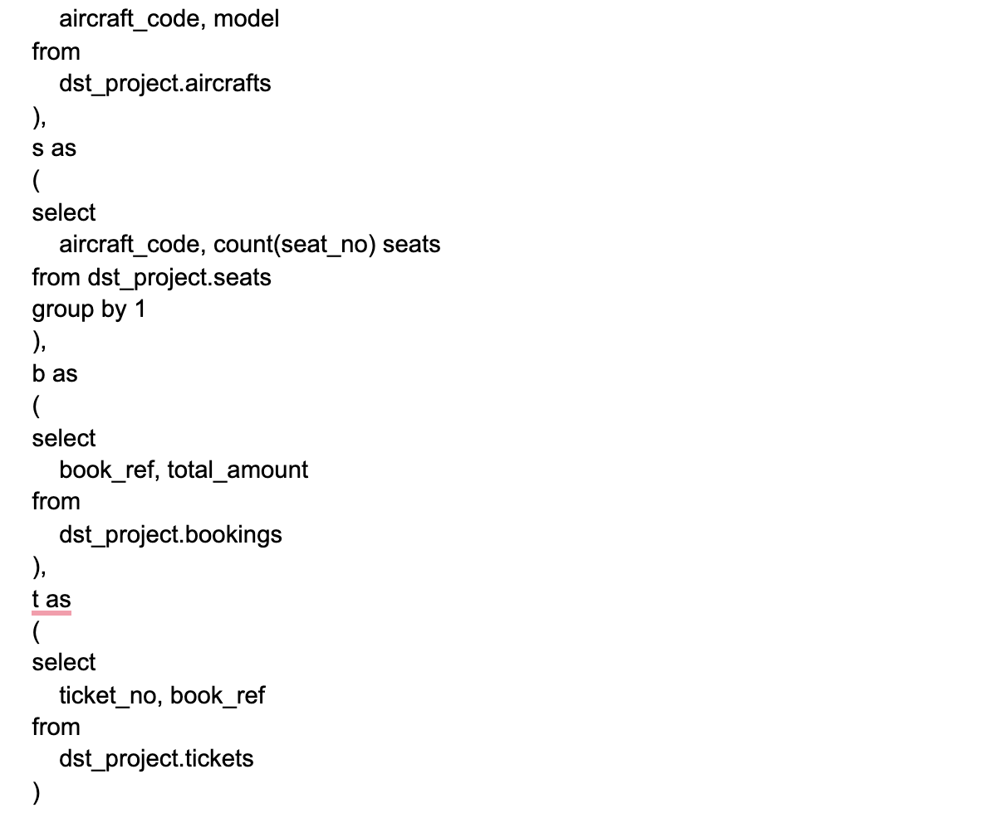 aircraft_code, model
from
dst_project.aircrafts
),
s as
(
select
aircraft_code, count(seat_no) seats
from dst_project.seats
group by 1
),
b as
(
select
book_ref, total_amount
from
dst_project.bookings
),
t as
(
select
ticket_no, book_ref
from
dst_project.tickets
)